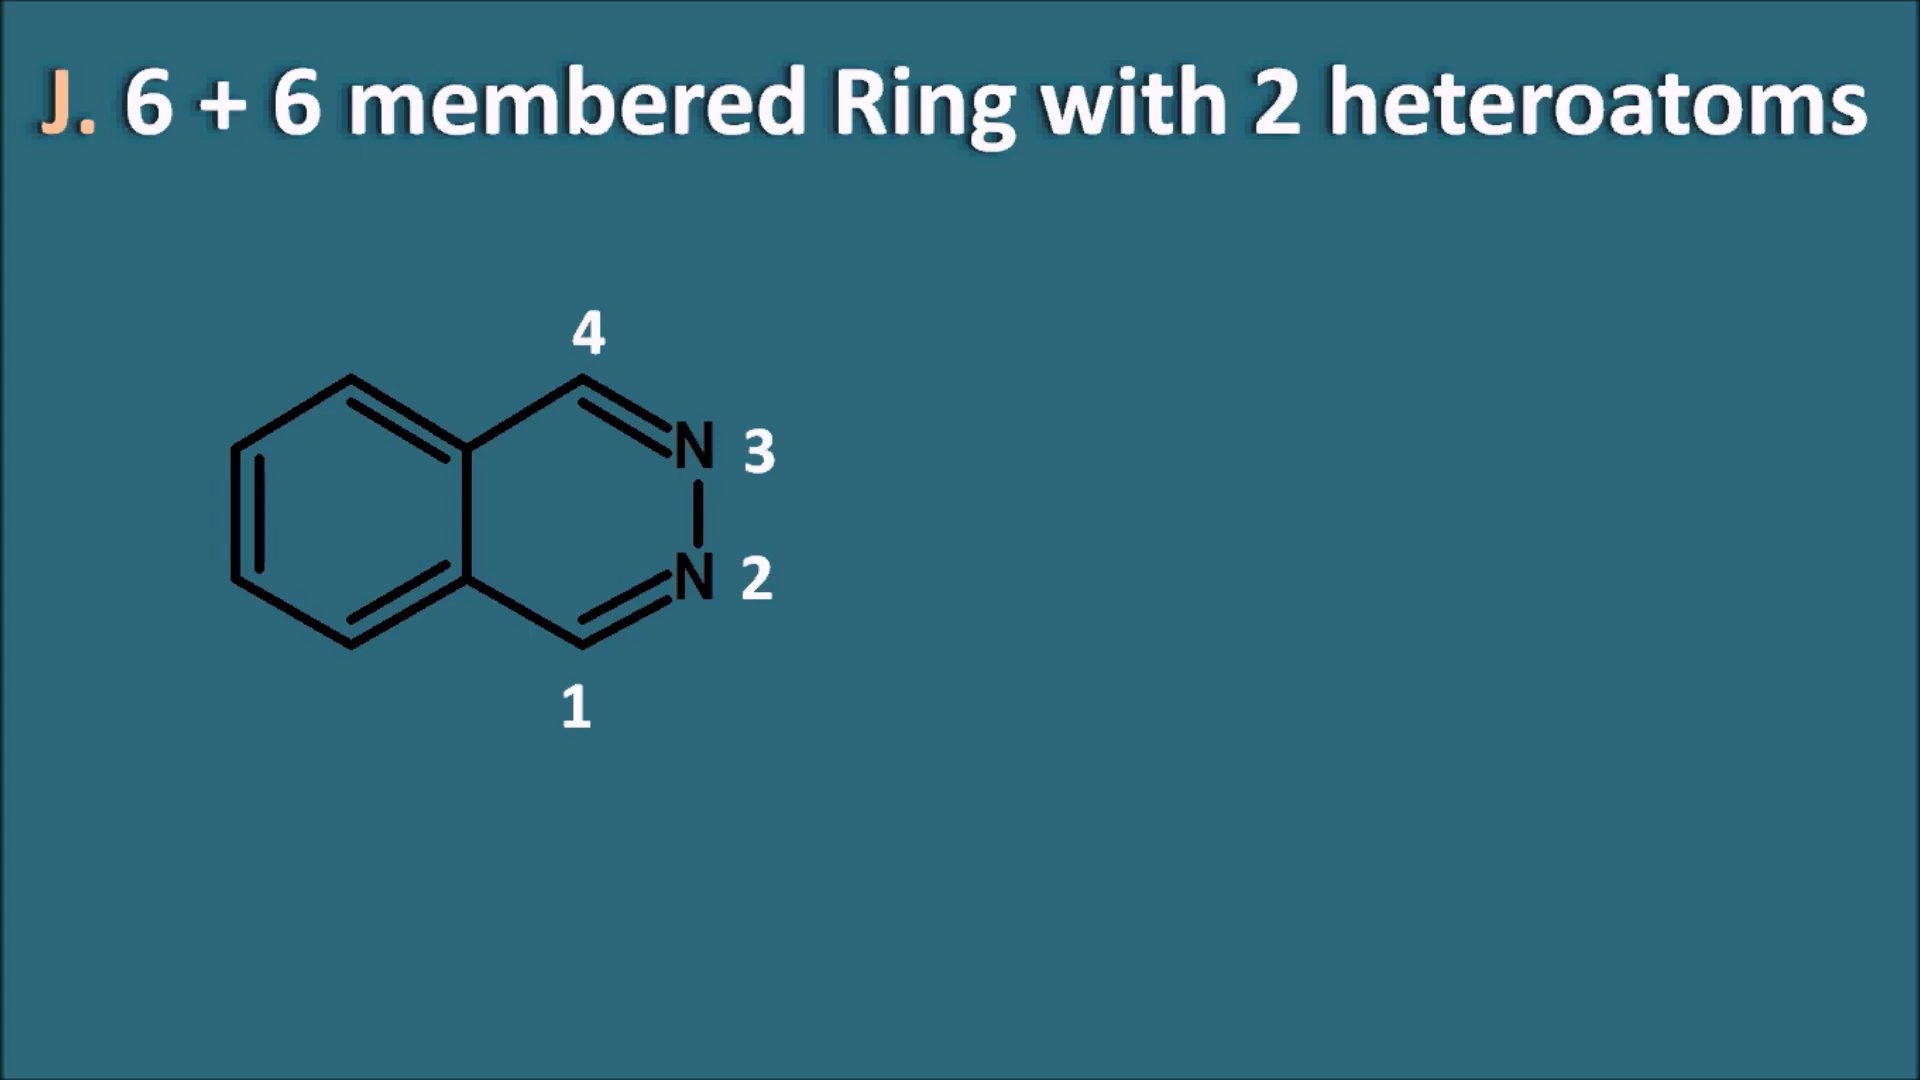 J. 6 + 6 membered Ring with 2 heteroatoms
4
N 3
N 2
1